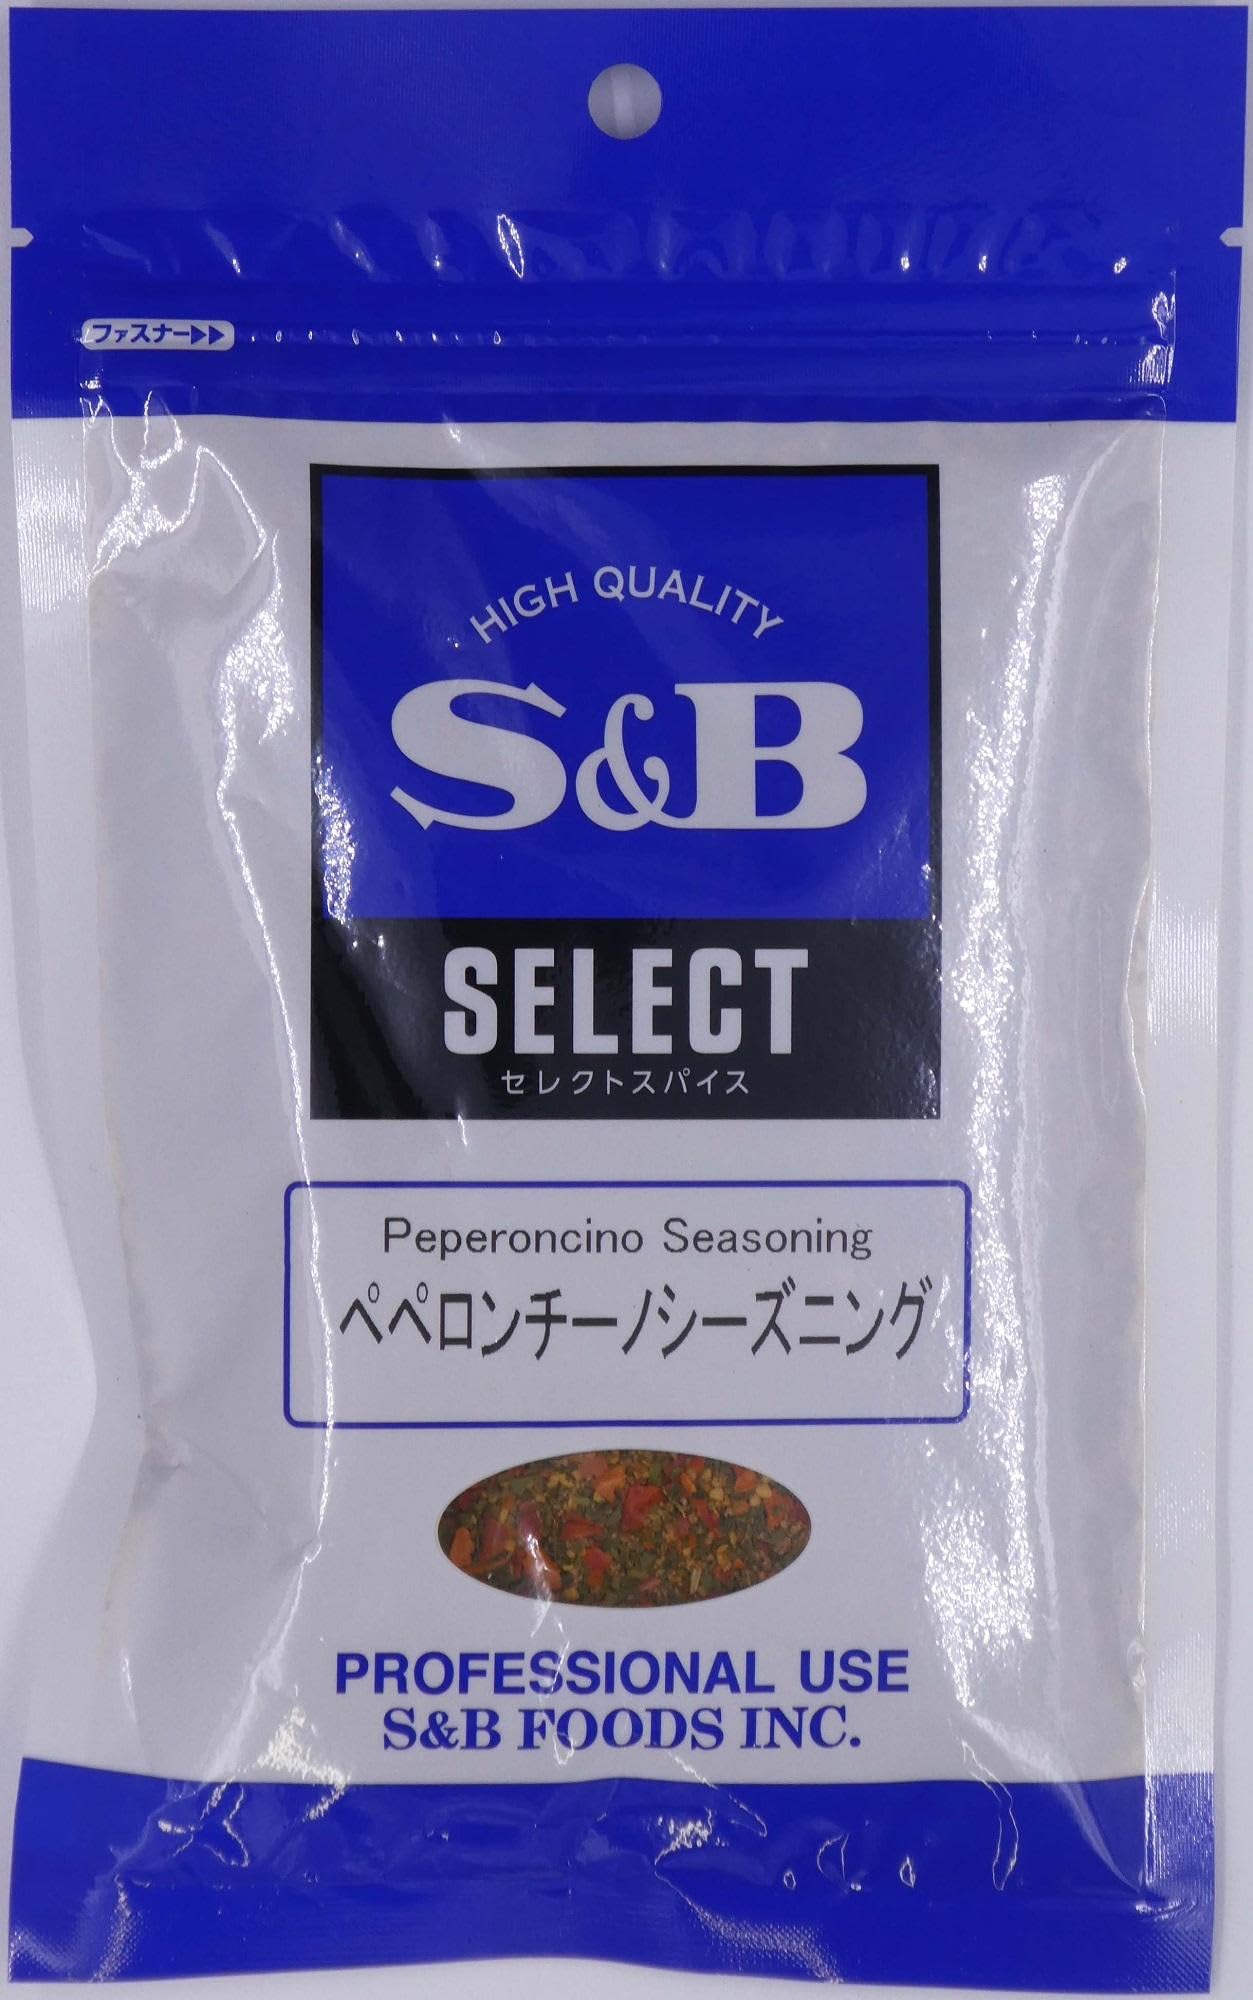 ファスナー▶▶
HIGH QUALITY
S&B
SELECT
セレクトスパイス
Peperoncino Seasoning
ペペロンチーノシーズニング
PROFESSIONAL USE
S&B FOODS INC.